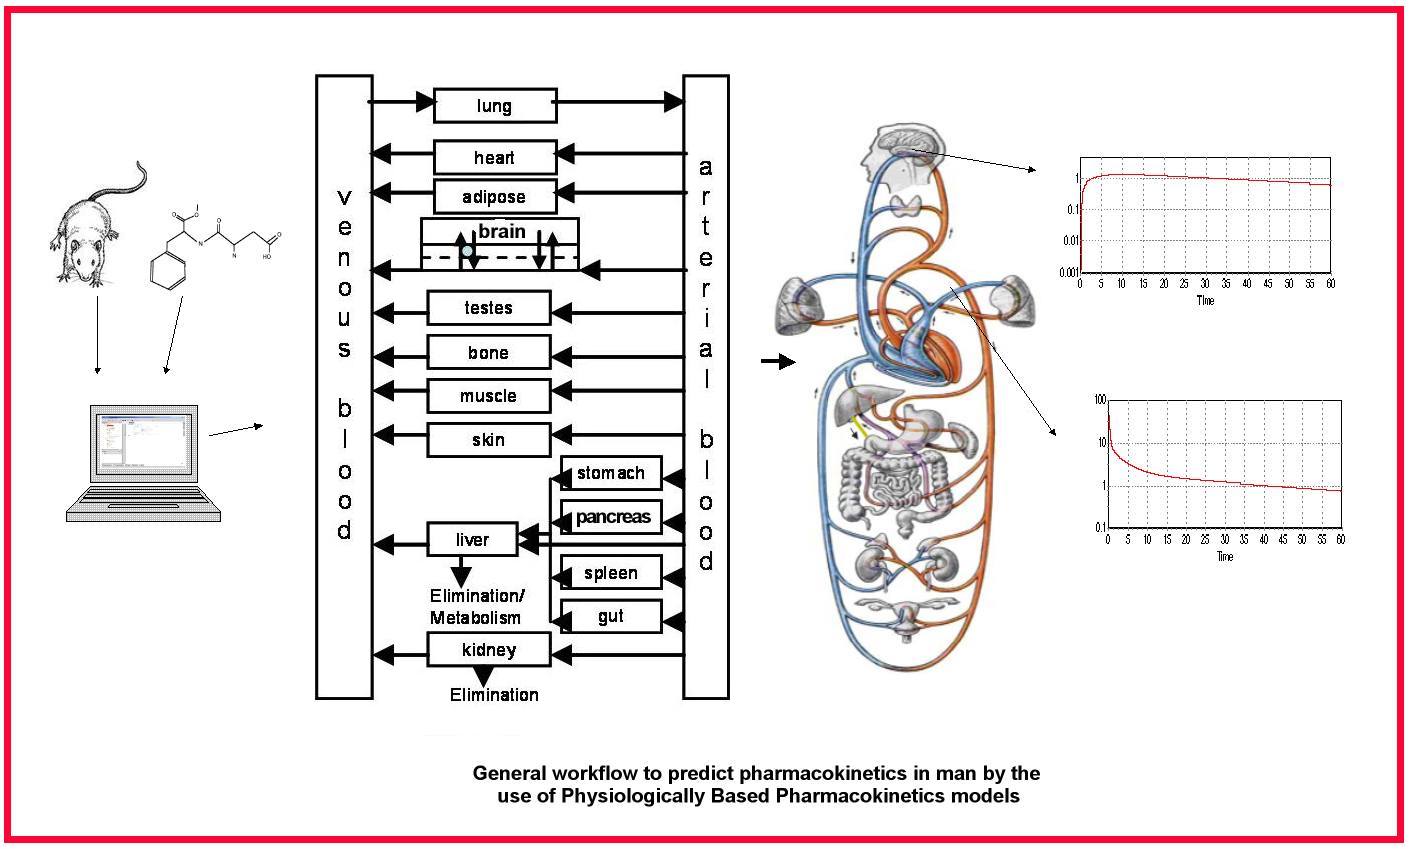 venous blood
lung
heart
adipose
brain
testes
bone
muscle
skin
stomach
pancreas
liver
spleen
gut
Elimination/
Metabolism
kidney
Elimination
arterial blood
O
O
N
O
N
O
HO
1
0.1
0.01
0.001
0 5 10 15 20 25 30 35 40 45 50 55 60
Time
100
10
1
0.1
0 5 10 15 20 25 30 35 40 45 50 55 60
Time
General workflow to predict pharmacokinetics in man by the
use of Physiologically Based Pharmacokinetics models